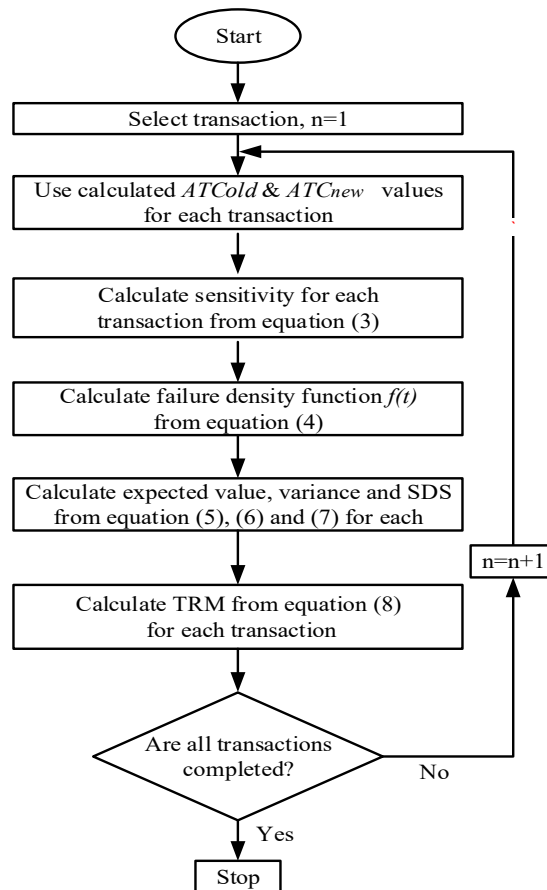 Start
Select transaction, n=1
Use calculated ATCold & ATCnew values
for each transaction
Calculate sensitivity for each
transaction from equation (3)
Calculate failure density function f(t)
from equation (4)
Calculate expected value, variance and SDS
from equation (5), (6) and (7) for each
n=n+1
Calculate TRM from equation (8)
for each transaction
Are all transactions
completed?
No
Yes
Stop